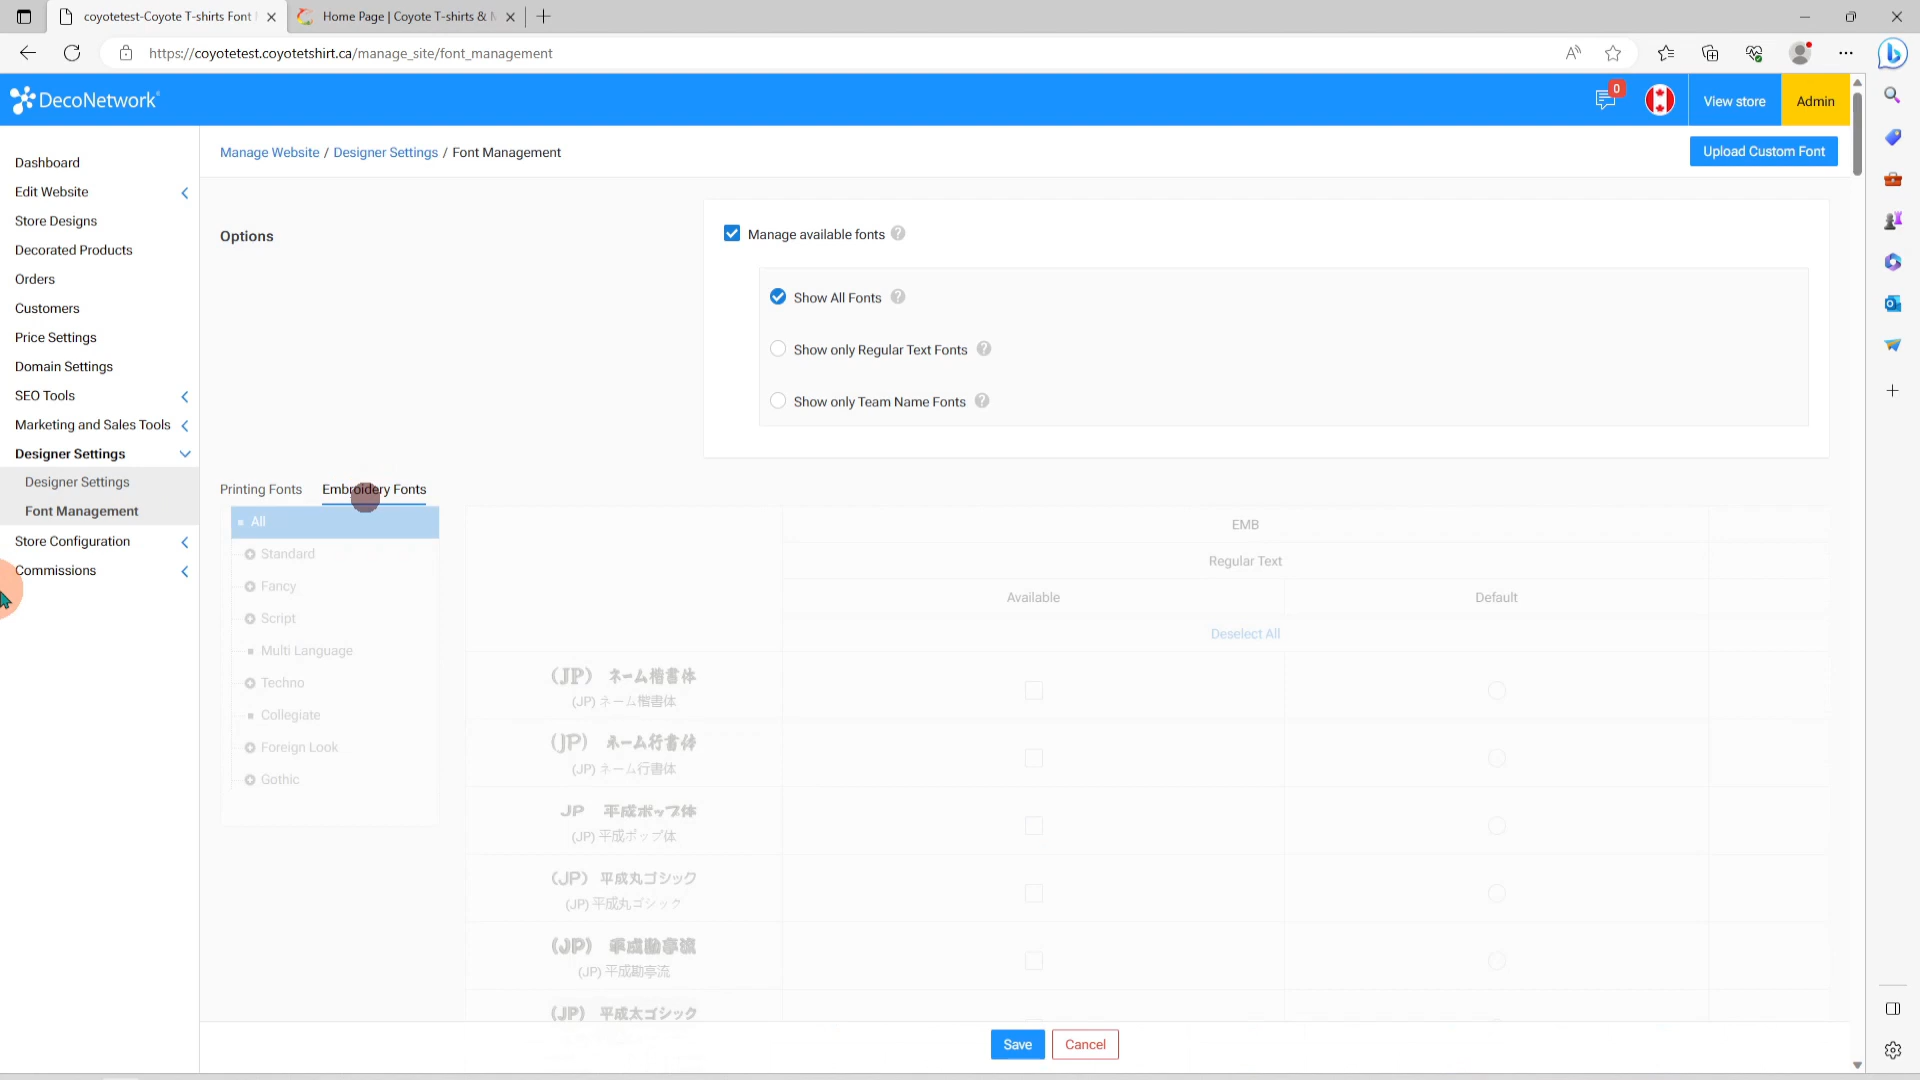 coyotetest-Coyote T-shirts Font
Home Page | Coyote T-shirts &
https://coyotetest.coyotetshirt.ca/manage_site/font_management
DecoNetwork
0
View store
Admin
Manage Website / Designer Settings / Font Management
Upload Custom Font
Dashboard
Edit Website
Store Designs
Decorated Products
Orders
Customers
Price Settings
Domain Settings
SEO Tools
Marketing and Sales Tools
Designer Settings
Designer Settings
Font Management
Store Configuration
Commissions
Options
Manage available fonts
Show All Fonts
Show only Regular Text Fonts
Show only Team Name Fonts
Printing Fonts
Embroidery Fonts
All
Standard
Fancy
Script
Multi Language
Techno
Collegiate
Foreign Look
Gothic
EMB
Regular Text
Available
Default
Deselect All
(JP) ネーム楷書体
(JP) ネーム楷書体
(JP) ネーム行書体
(JP) ネーム行書体
JP 平成ポップ体
(JP) 平成ポップ体
(JP) 平成丸ゴシック
(JP) 平成丸ゴシック
(JP) 平成勘亭流
(JP) 平成勘亭流
(JP) 平成太ゴシック
Save
Cancel